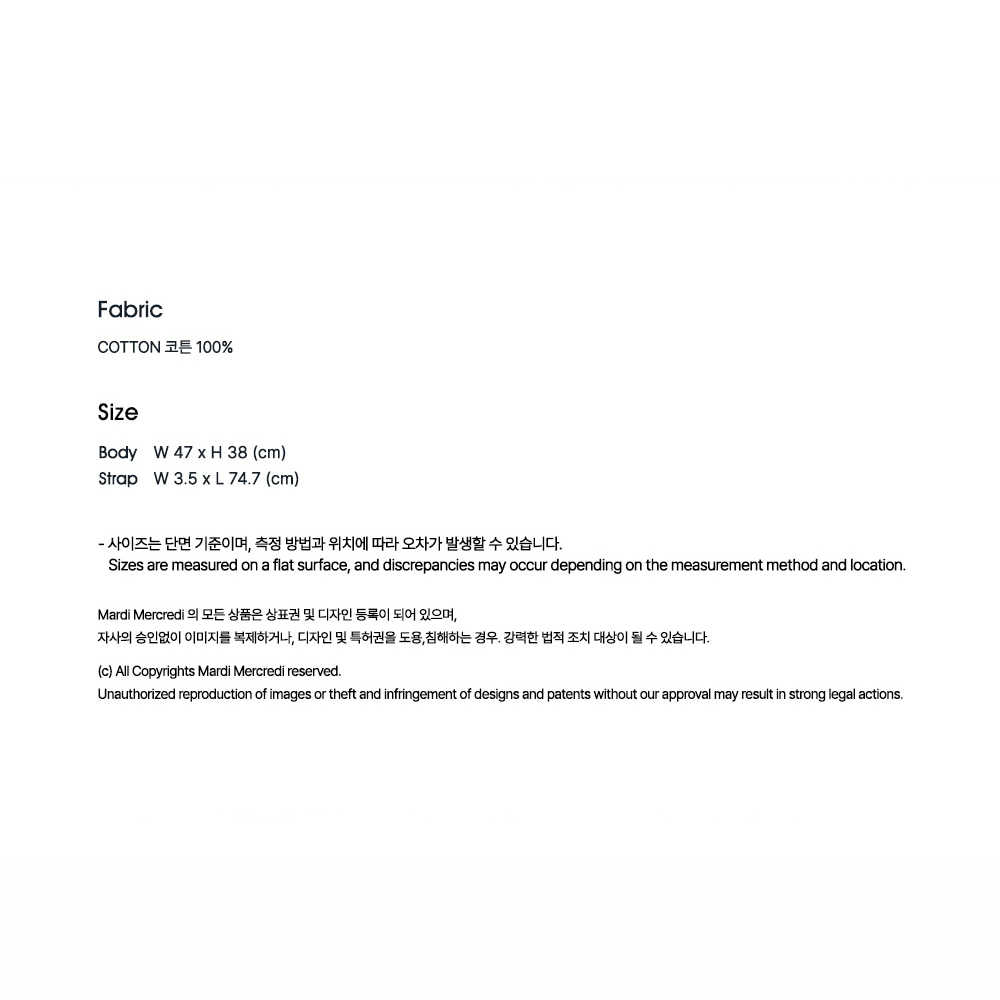 Fabric
COTTON 코튼 100%
Size
Body W 47 x H 38 (cm)
Strap W 3.5 x L 74.7 (cm)
- 사이즈는 단면 기준이며, 측정 방법과 위치에 따라 오차가 발생할 수 있습니다.
Sizes are measured on a flat surface, and discrepancies may occur depending on the measurement method and location.
Mardi Mercredi 의 모든 상품은 상표권 및 디자인 등록이 되어 있으며,
자사의 승인없이 이미지를 복제하거나, 디자인 및 특허권을 도용,침해하는 경우. 강력한 법적 조치 대상이 될 수 있습니다.
(c) All Copyrights Mardi Mercredi reserved.
Unauthorized reproduction of images or theft and infringement of designs and patents without our approval may result in strong legal actions.